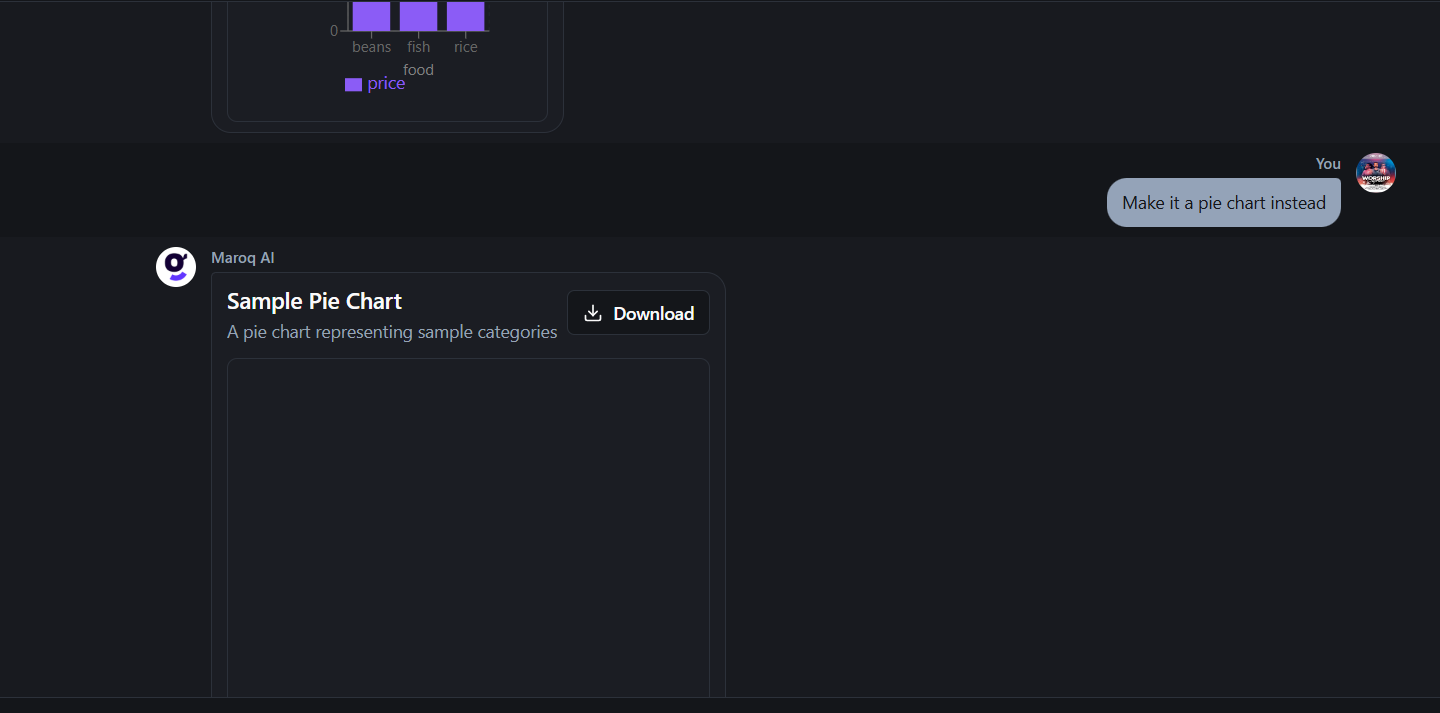 0
beans fish rice
food
price
You
WORSHIP
Make it a pie chart instead
Maroq AI
Sample Pie Chart
Download
A pie chart representing sample categories